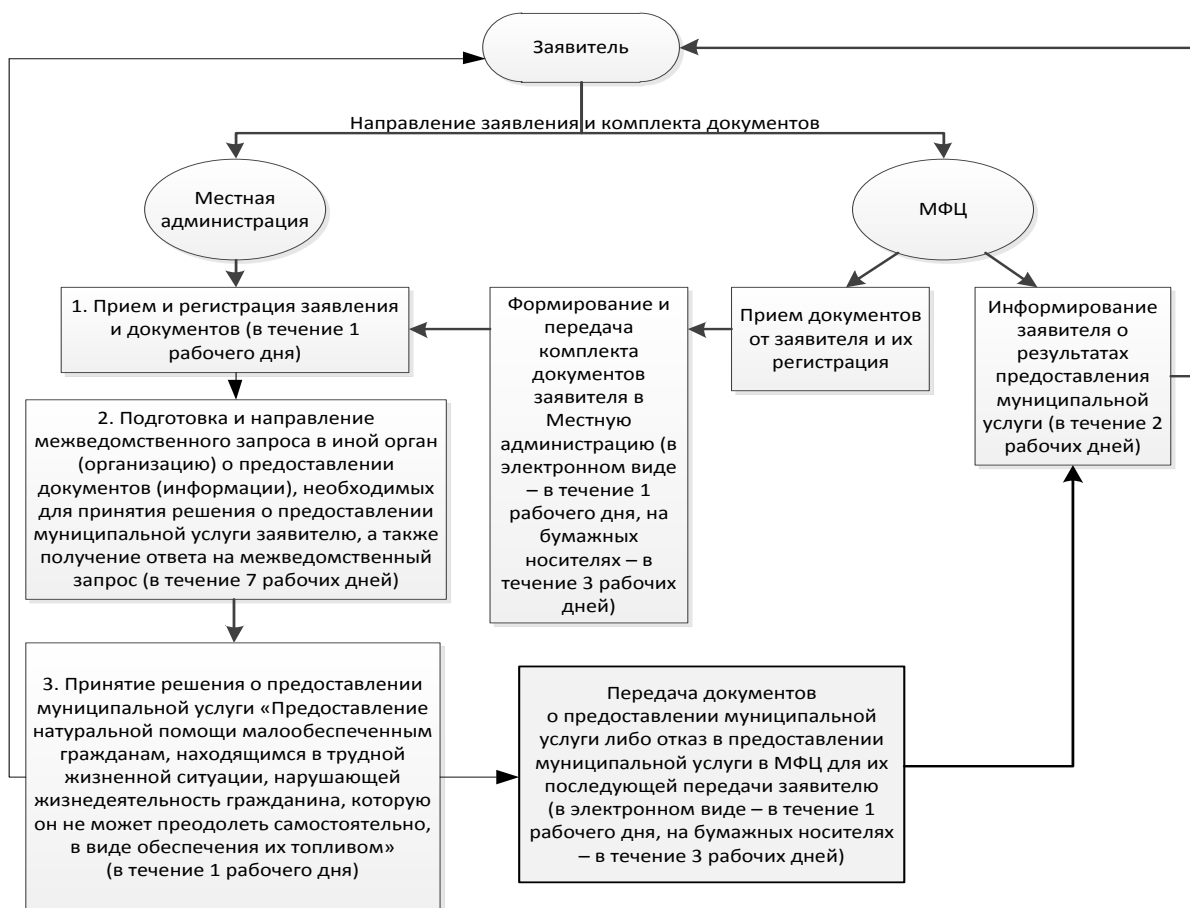 Заявитель
Направление заявления и комплекта документов
Местная
администрация
МФЦ
1. Прием и регистрация заявления
и документов (в течение 1
рабочего дня)
Формирование и
передача
комплекта
документов
заявителя в
Местную
администрацию (в
электронном виде
– в течение 1
рабочего дня, на
бумажных
носителях – в
течение 3 рабочих
дней)
Прием документов
от заявителя и их
регистрация
Информирование
заявителя о
результатах
предоставления
муниципальной
услуги (в течение 2
рабочих дней)
2. Подготовка и направление
межведомственного запроса в иной орган
(организацию) о предоставлении
документов (информации), необходимых
для принятия решения о предоставлении
муниципальной услуги заявителю, а также
получение ответа на межведомственный
запрос (в течение 7 рабочих дней)
3. Принятие решения о предоставлении
муниципальной услуги «Предоставление
натуральной помощи малообеспеченным
гражданам, находящимся в трудной
жизненной ситуации, нарушающей
жизнедеятельность гражданина, которую
он не может преодолеть самостоятельно,
в виде обеспечения их топливом»
(в течение 1 рабочего дня)
Передача документов
о предоставлении муниципальной
услуги либо отказ в предоставлении
муниципальной услуги в МФЦ для их
последующей передачи заявителю
(в электронном виде – в течение 1
рабочего дня, на бумажных носителях
– в течение 3 рабочих дней)